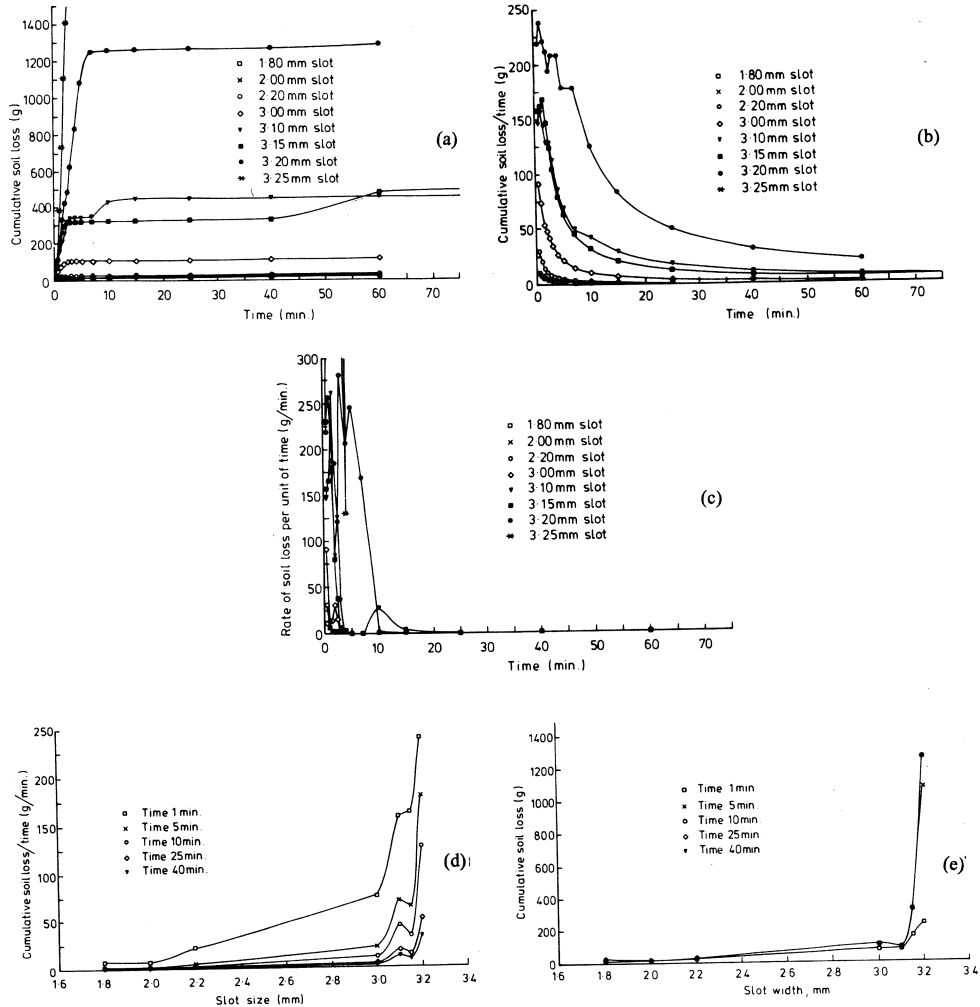 1400
1200
1000
800
600
400
200
0
Cumulative soil loss (g)
0 10 20 30 40 50 60 70
Time (min.)
1·80 mm slot
2·00 mm slot
2·20 mm slot
3·00 mm slot
3·10 mm slot
3·15 mm slot
3·20 mm slot
3·25 mm slot
(a)
250
200
150
100
50
0
Cumulative soil loss/time (g)
0 10 20 30 40 50 60 70
Time (min.)
1·80 mm slot
2·00 mm slot
2·20 mm slot
3·00 mm slot
3·10 mm slot
3·15 mm slot
3·20 mm slot
3·25 mm slot
(b)
300
250
200
150
100
50
0
Rate of soil loss per unit of time (g/min.)
0 10 20 30 40 50 60 70
Time (min.)
1·80 mm slot
2·00 mm slot
2·20 mm slot
3·00 mm slot
3·10 mm slot
3·15 mm slot
3·20 mm slot
3·25 mm slot
(c)
250
200
150
100
50
0
Cumulative soil loss/time (g/min.)
1·6 1·8 2·0 2·2 2·4 2·6 2·8 3·0 3·2 3·4
Slot size (mm)
Time 1 min.
Time 5 min.
Time 10 min.
Time 25 min.
Time 40 min.
(d)
1400
1200
1000
800
600
400
200
0
Cumulative soil loss (g)
1·6 1·8 2·0 2·2 2·4 2·6 2·8 3·0 3·2 3·4
Slot width, mm
Time 1 min.
Time 5 min.
Time 10 min.
Time 25 min
Time 40 min
(e)